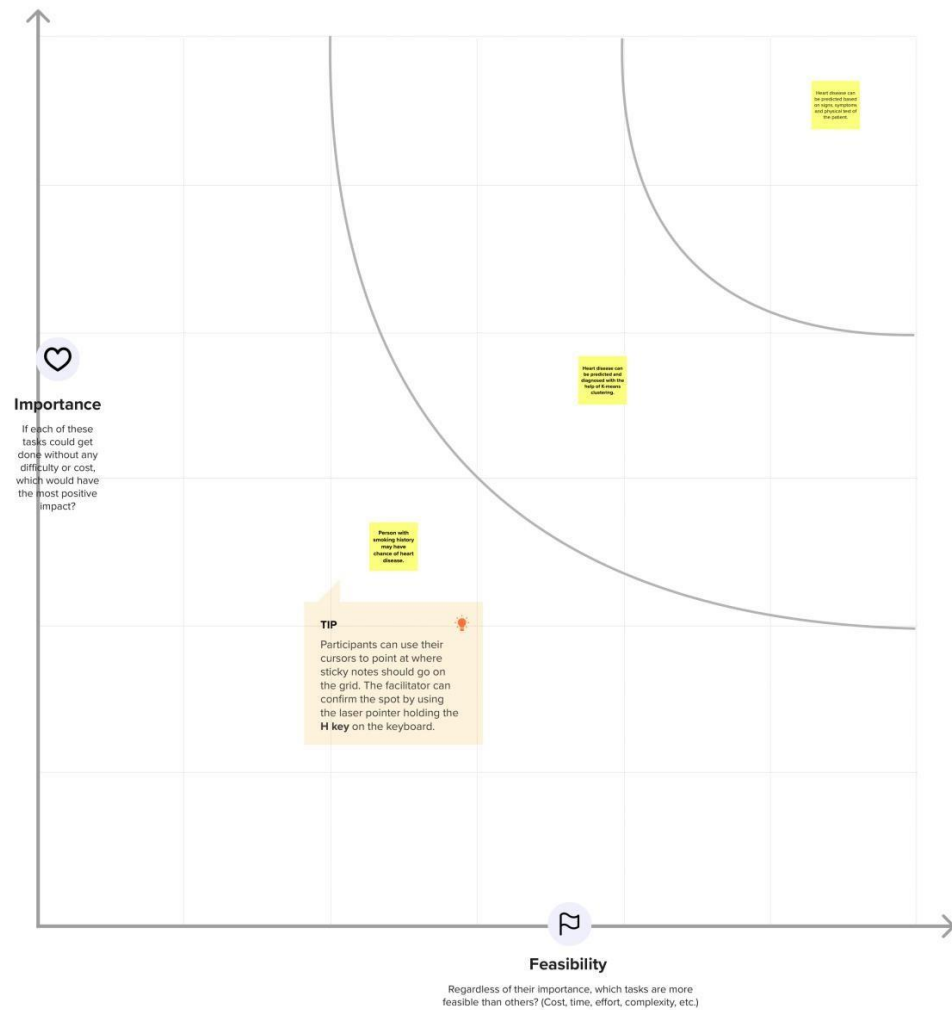 Heart disease can
be predicted based
on signs, symptoms
and physical test of
the patient.
Heart disease can
be predicted and
diagnosed with the
help of K-means
clustering.
Importance
If each of these
tasks could get
done without any
difficulty or cost,
which would have
the most positive
impact?
Person with
smoking history
may have
chance of heart
disease.
TIP
Participants can use their
cursors to point at where
sticky notes should go on
the grid. The facilitator can
confirm the spot by using
the laser pointer holding the
H key on the keyboard.
Feasibility
Regardless of their importance, which tasks are more
feasible than others? (Cost, time, effort, complexity, etc.)